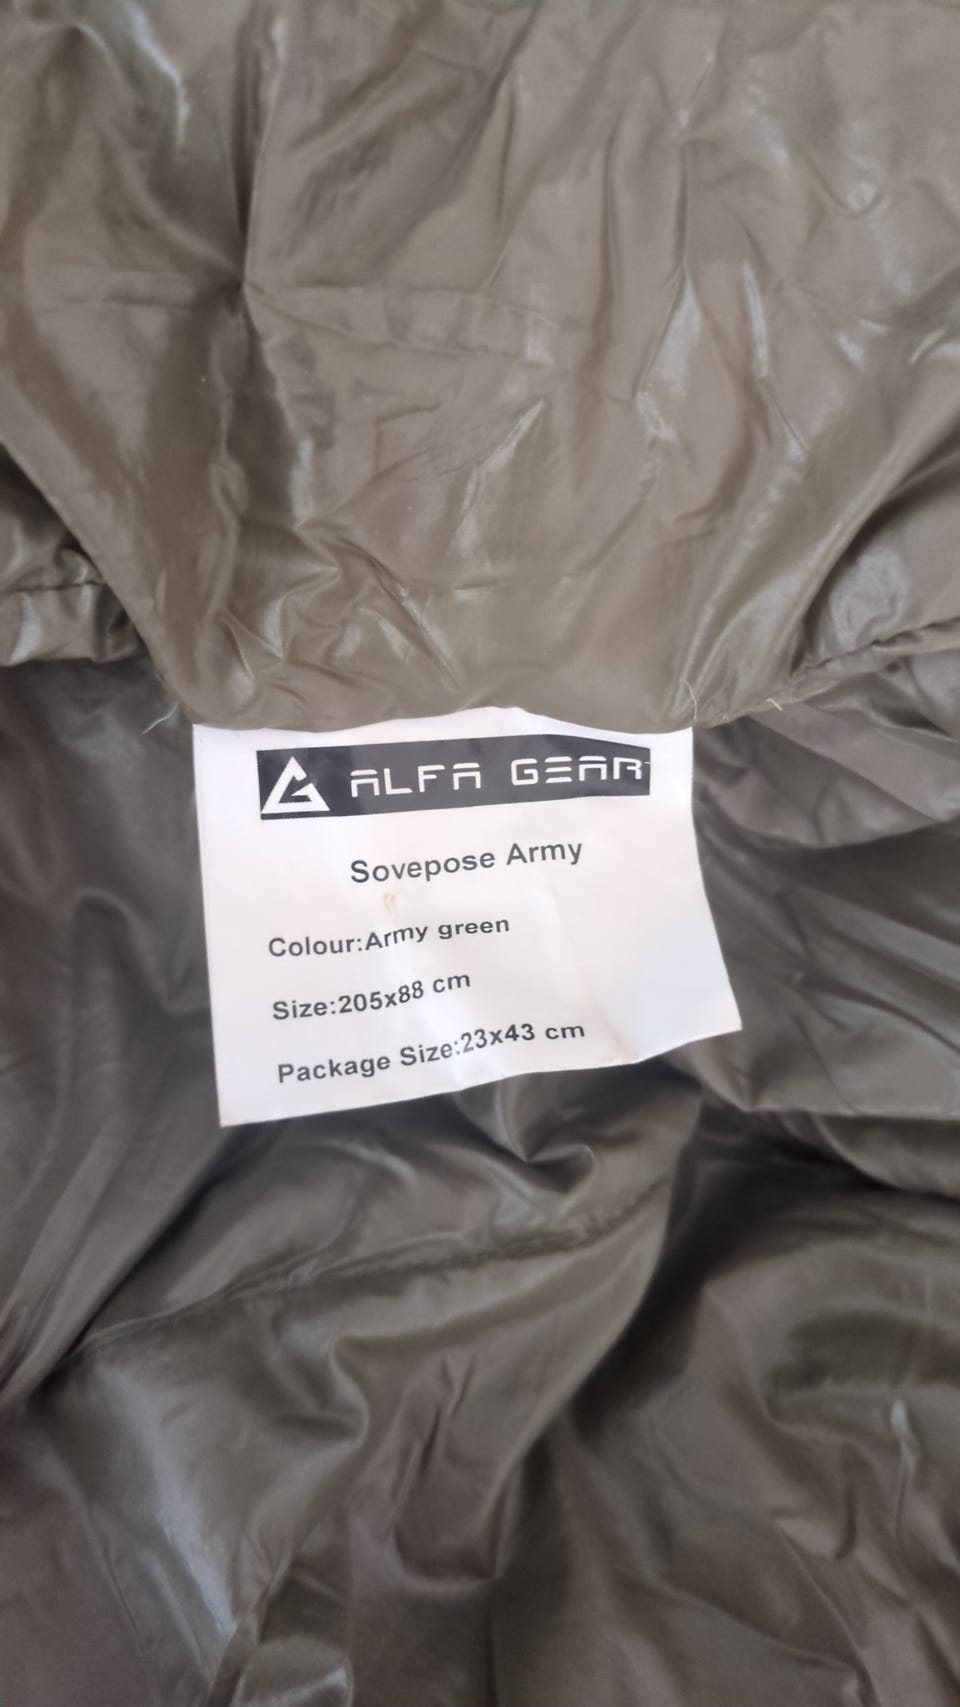 ALFA GEAR
Sovepose Army
Colour:Army green
Size:205x88 cm
Package Size:23x43 cm